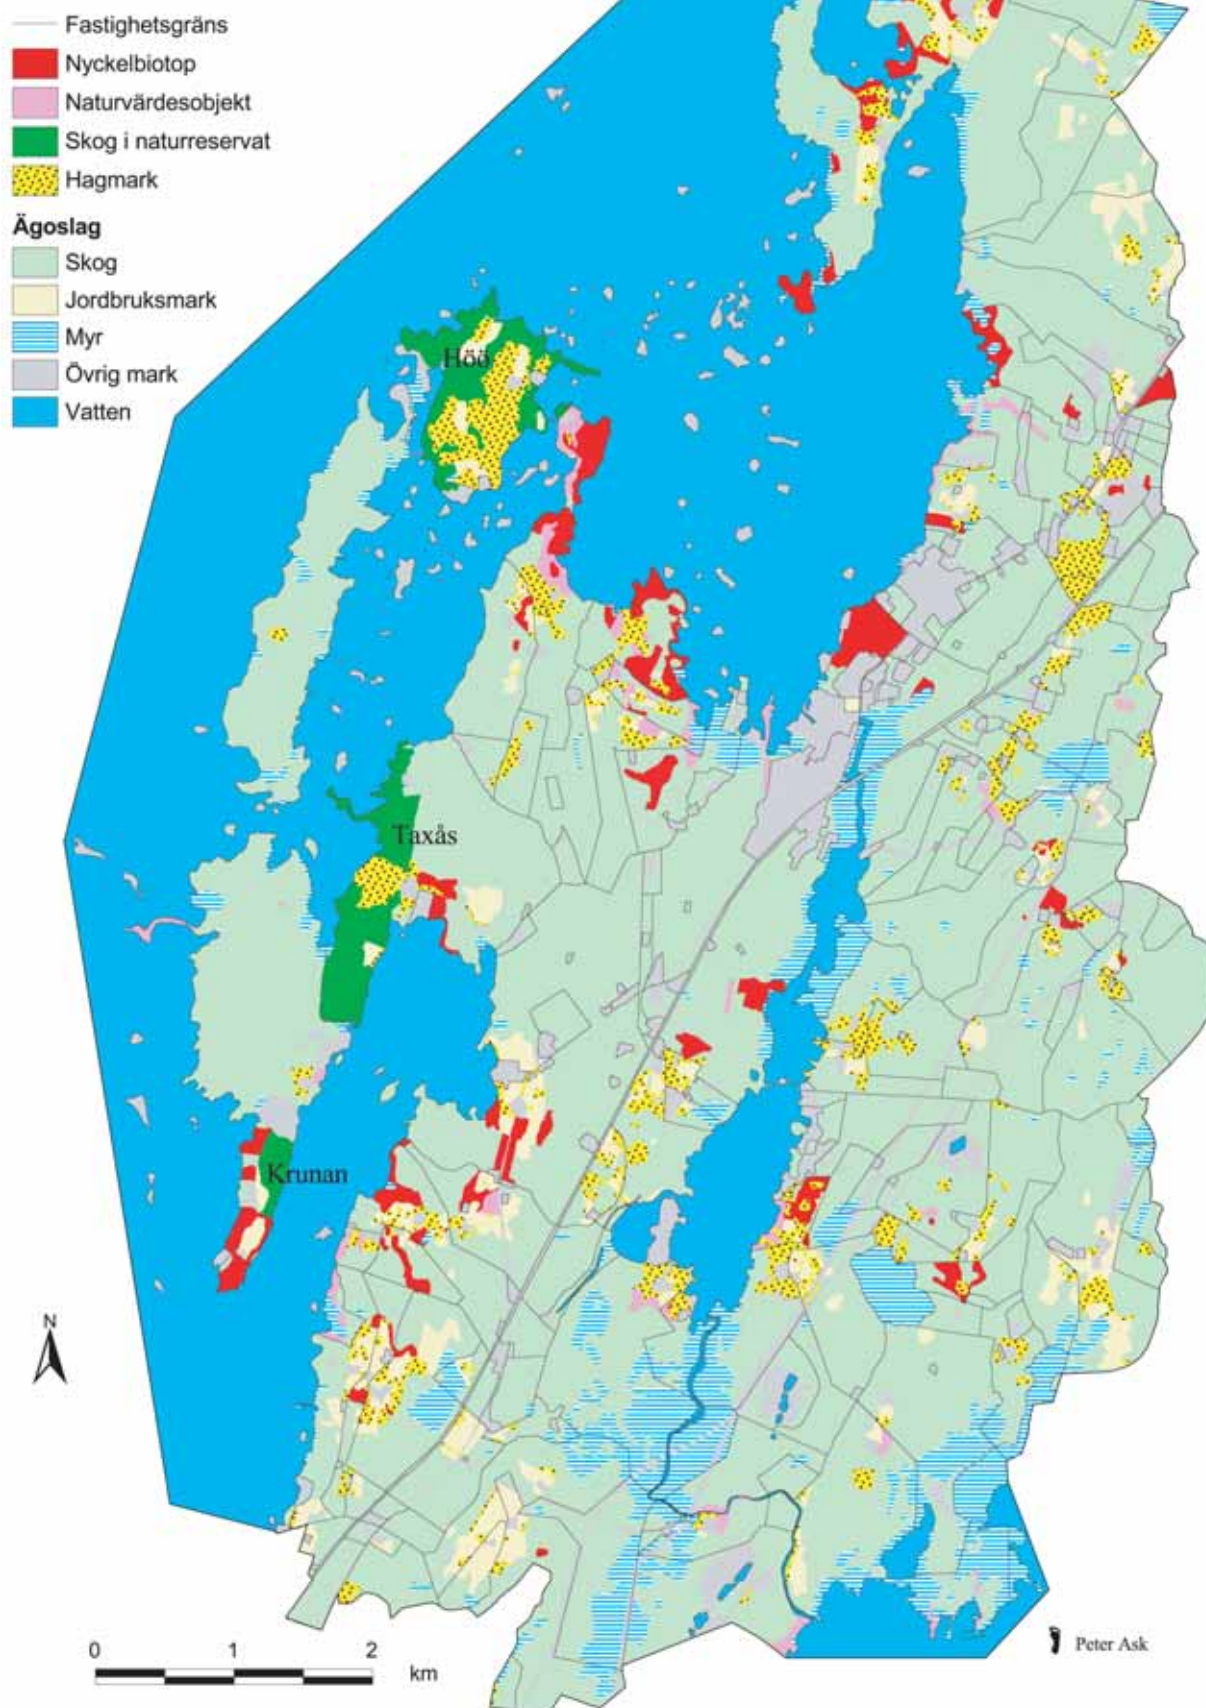 Fastighetsgräns
Nyckelbiotop
Naturvärdesobjekt
Skog i naturreservat
Hagmark
Ägoslag
Skog
Jordbruksmark
Myr
Övrig mark
Vatten
Höö
Taxås
Krunan
N
0 1 2
km
Peter Ask